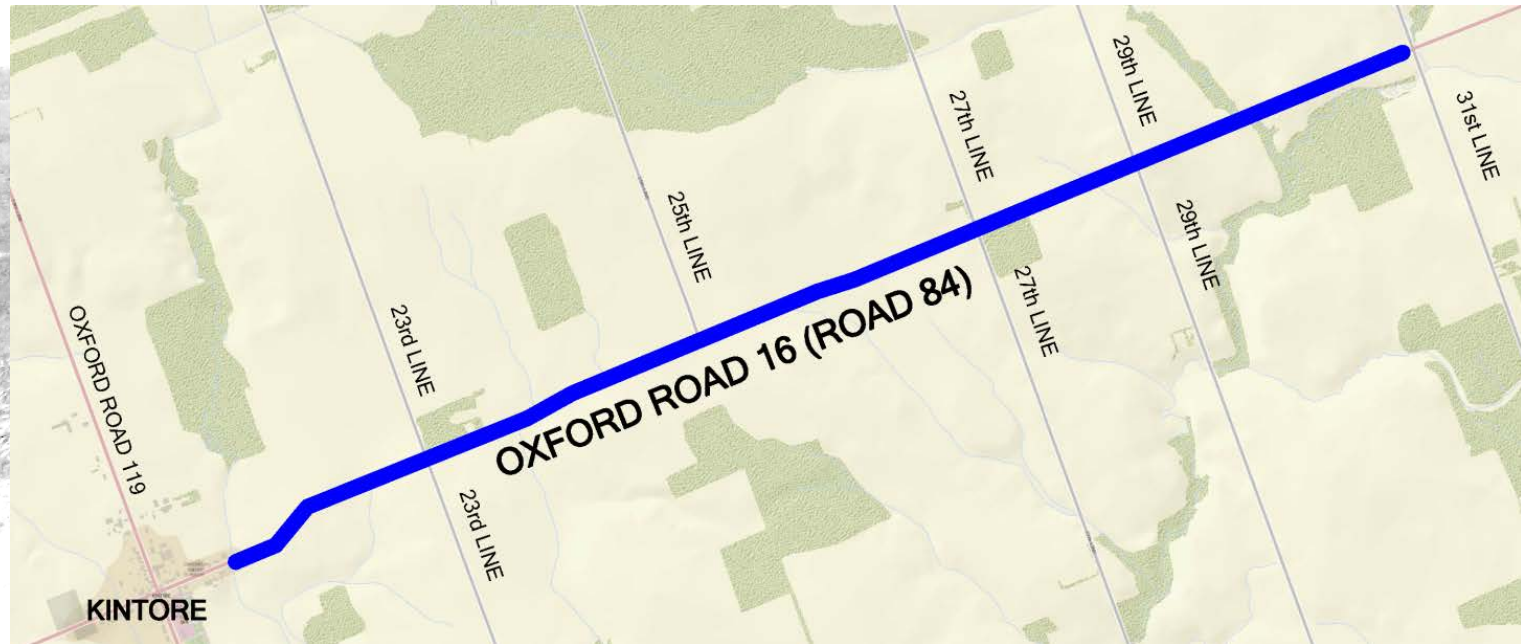 29th LINE
27th LINE
31st LINE
25th LINE
29th LINE
27th LINE
OXFORD ROAD 16 (ROAD 84)
23rd LINE
OXFORD ROAD 119
23rd LINE
KINTORE